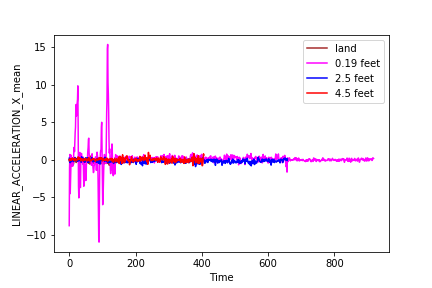 land
0.19 feet
2.5 feet
4.5 feet
15
10
5
0
−5
−10
LINEAR_ACCELERATION_X_mean
0 200 400 600 800
Time